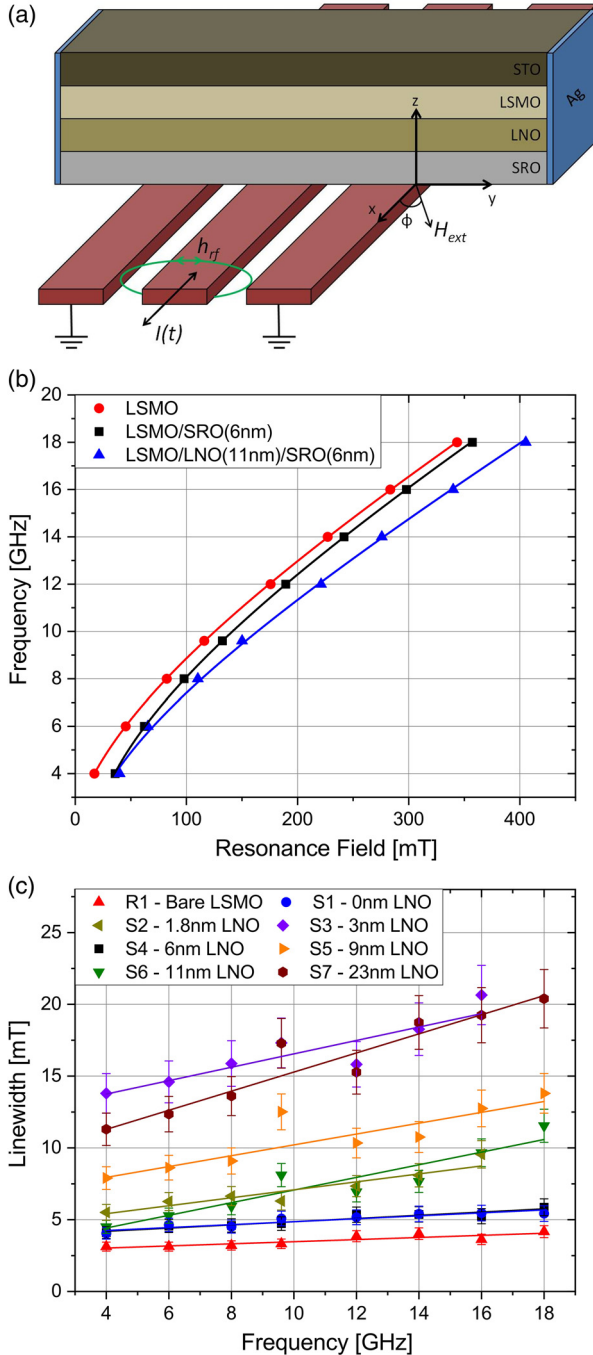 (a)
STO
LSMO
LNO
SRO
Ag
z
y
x
ϕ
H_ext
h_rf
I(t)
(b)
20
18
16
14
12
10
8
6
4
LSMO
LSMO/SRO(6nm)
LSMO/LNO(11nm)/SRO(6nm)
Frequency [GHz]
0 100 200 300 400
Resonance Field [mT]
(c)
R1 - Bare LSMO S1 - 0nm LNO
S2 - 1.8nm LNO S3 - 3nm LNO
S4 - 6nm LNO S5 - 9nm LNO
S6 - 11nm LNO S7 - 23nm LNO
25
20
15
10
5
0
Linewidth [mT]
4 6 8 10 12 14 16 18
Frequency [GHz]